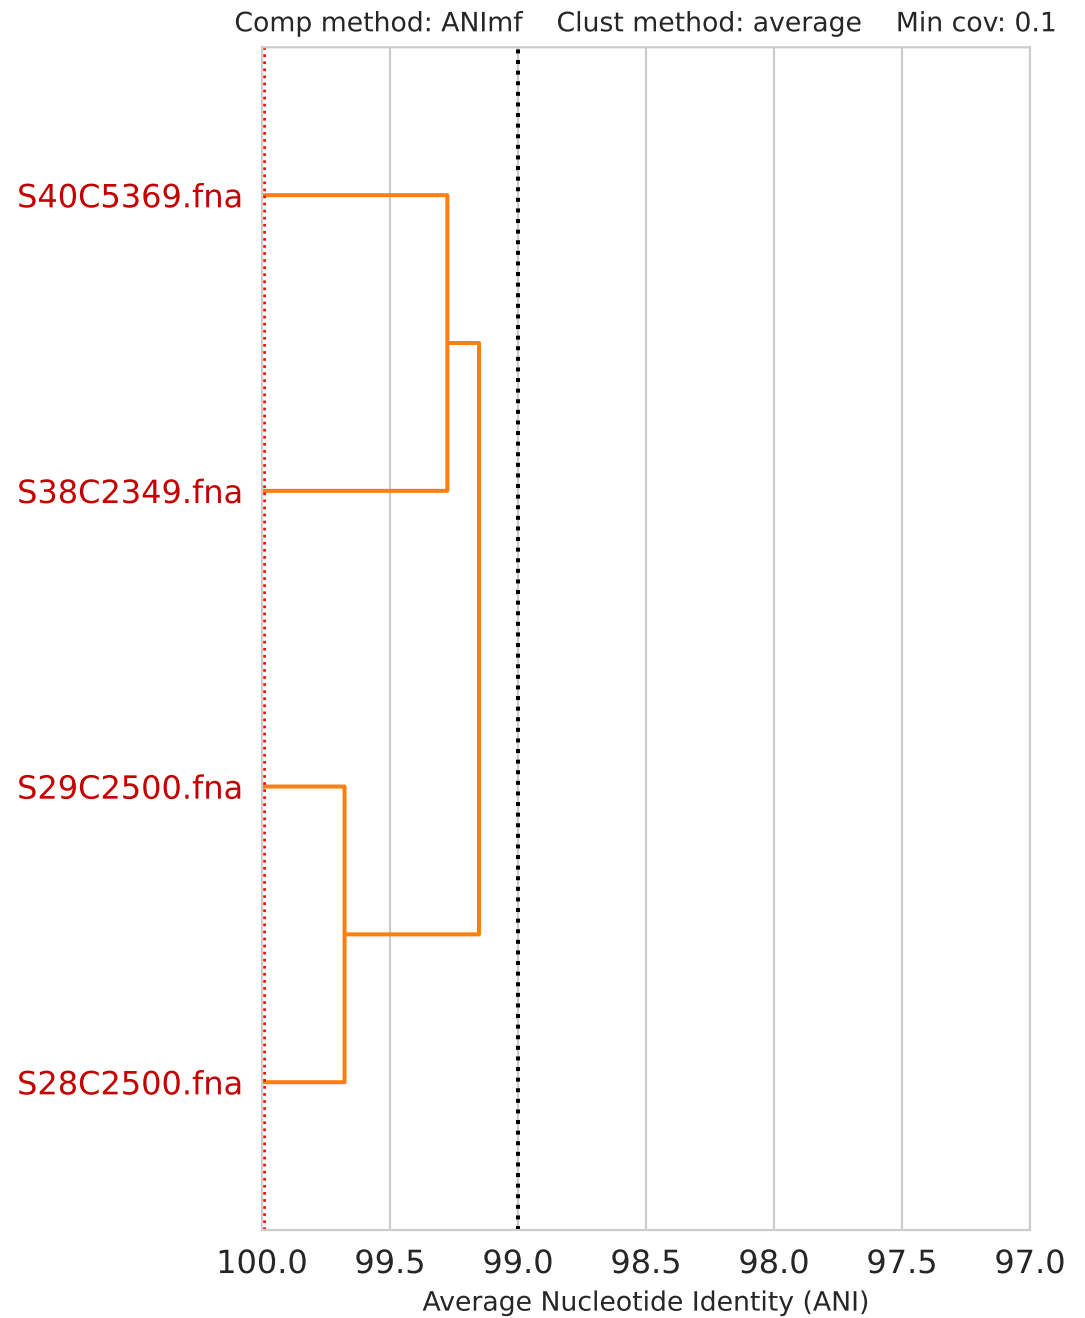 Comp method: ANImf    Clust method: average    Min cov: 0.1
S40C5369.fna
S38C2349.fna
S29C2500.fna
S28C2500.fna
100.0 99.5 99.0 98.5 98.0 97.5 97.0
Average Nucleotide Identity (ANI)